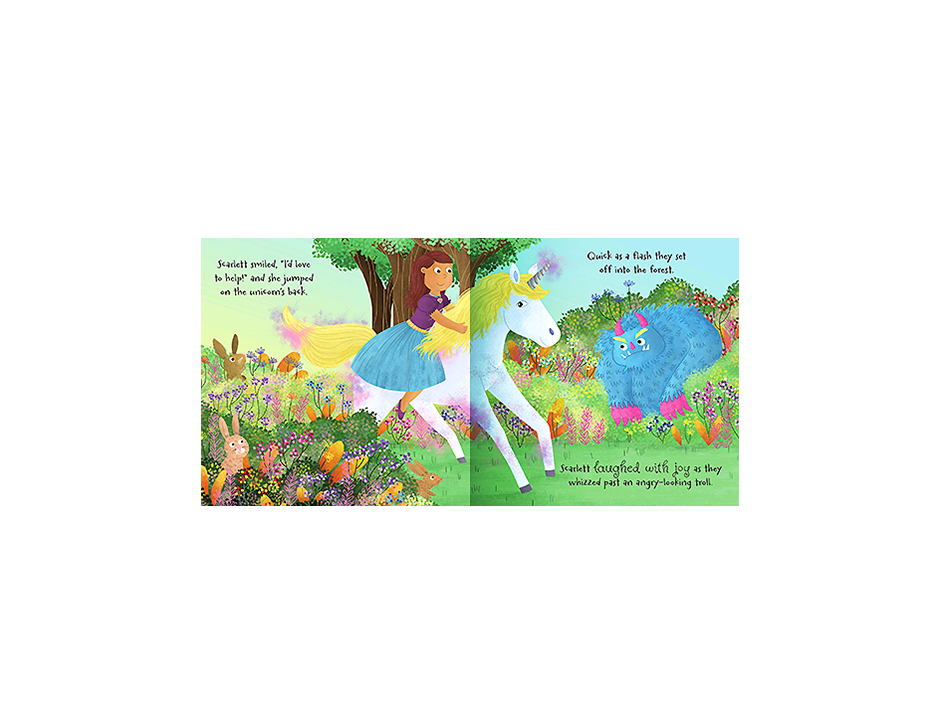 Scarlett smiled, "I'd love
to help!" and she jumped
on the unicorn's back.
Quick as a flash they set
off into the forest.
Scarlett laughed with joy as they
whizzed past an angry-looking troll.